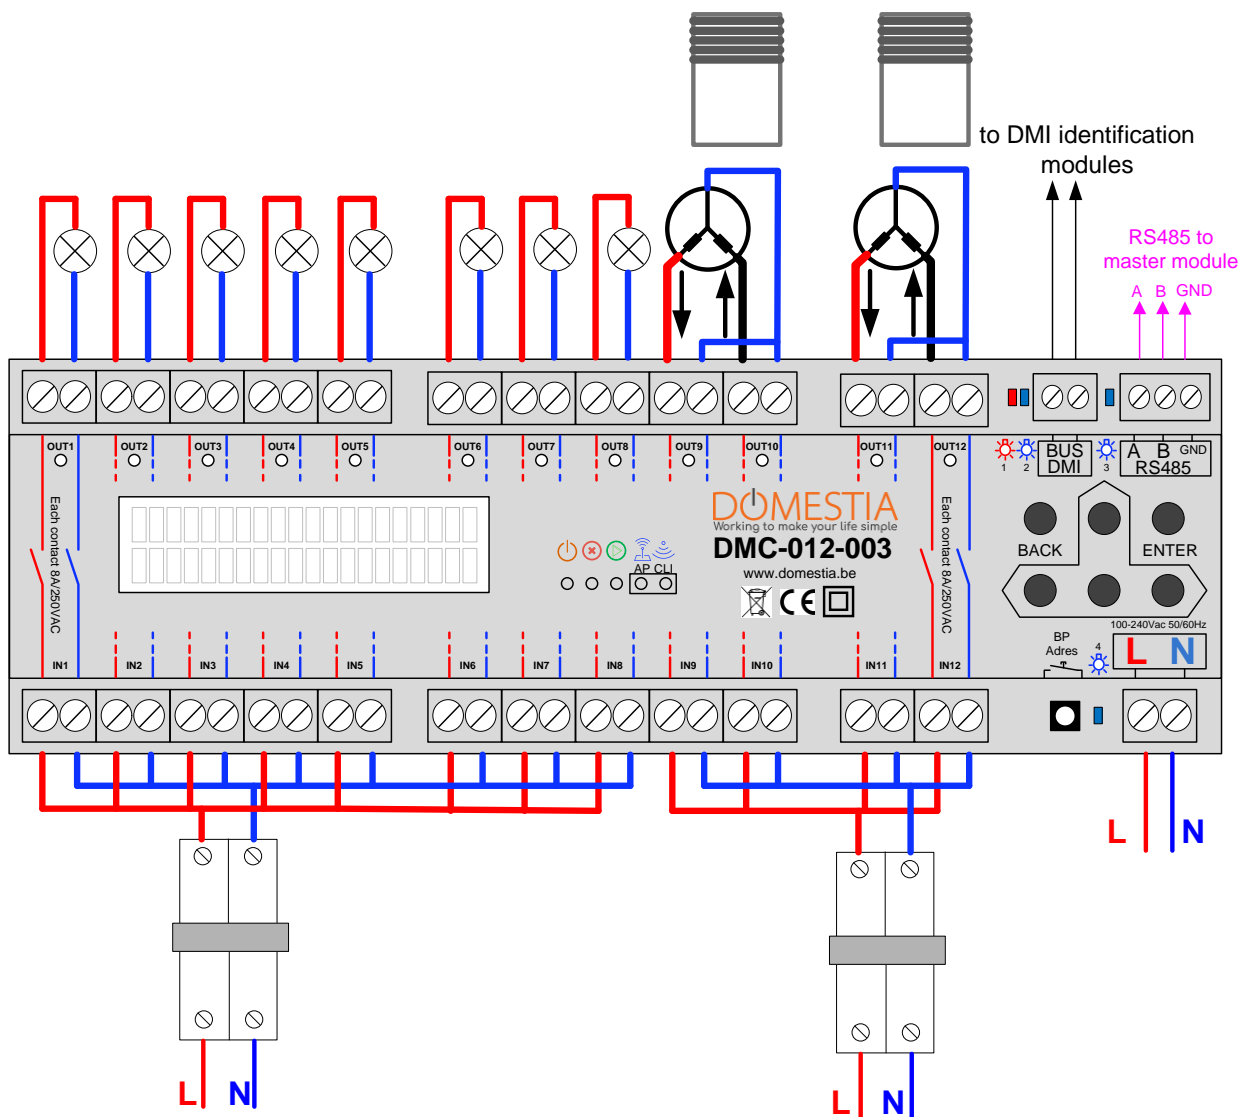 to DMI identification
modules
RS485 to
master module
A B GND
OUT1 OUT2 OUT3 OUT4 OUT5 OUT6 OUT7 OUT8 OUT9 OUT10 OUT11 OUT12
1 2 BUS
DMI
3 A B GND
RS485
Each contact 8A/250VAC
DOMESTIA
Working to make your life simple
DMC-012-003
www.domestia.be
CE
AP CLI
Each contact 8A/250VAC
BACK ENTER
100-240Vac 50/60Hz
L N
BP
Adres
4
IN1 IN2 IN3 IN4 IN5 IN6 IN7 IN8 IN9 IN10 IN11 IN12
L N
L N
L N